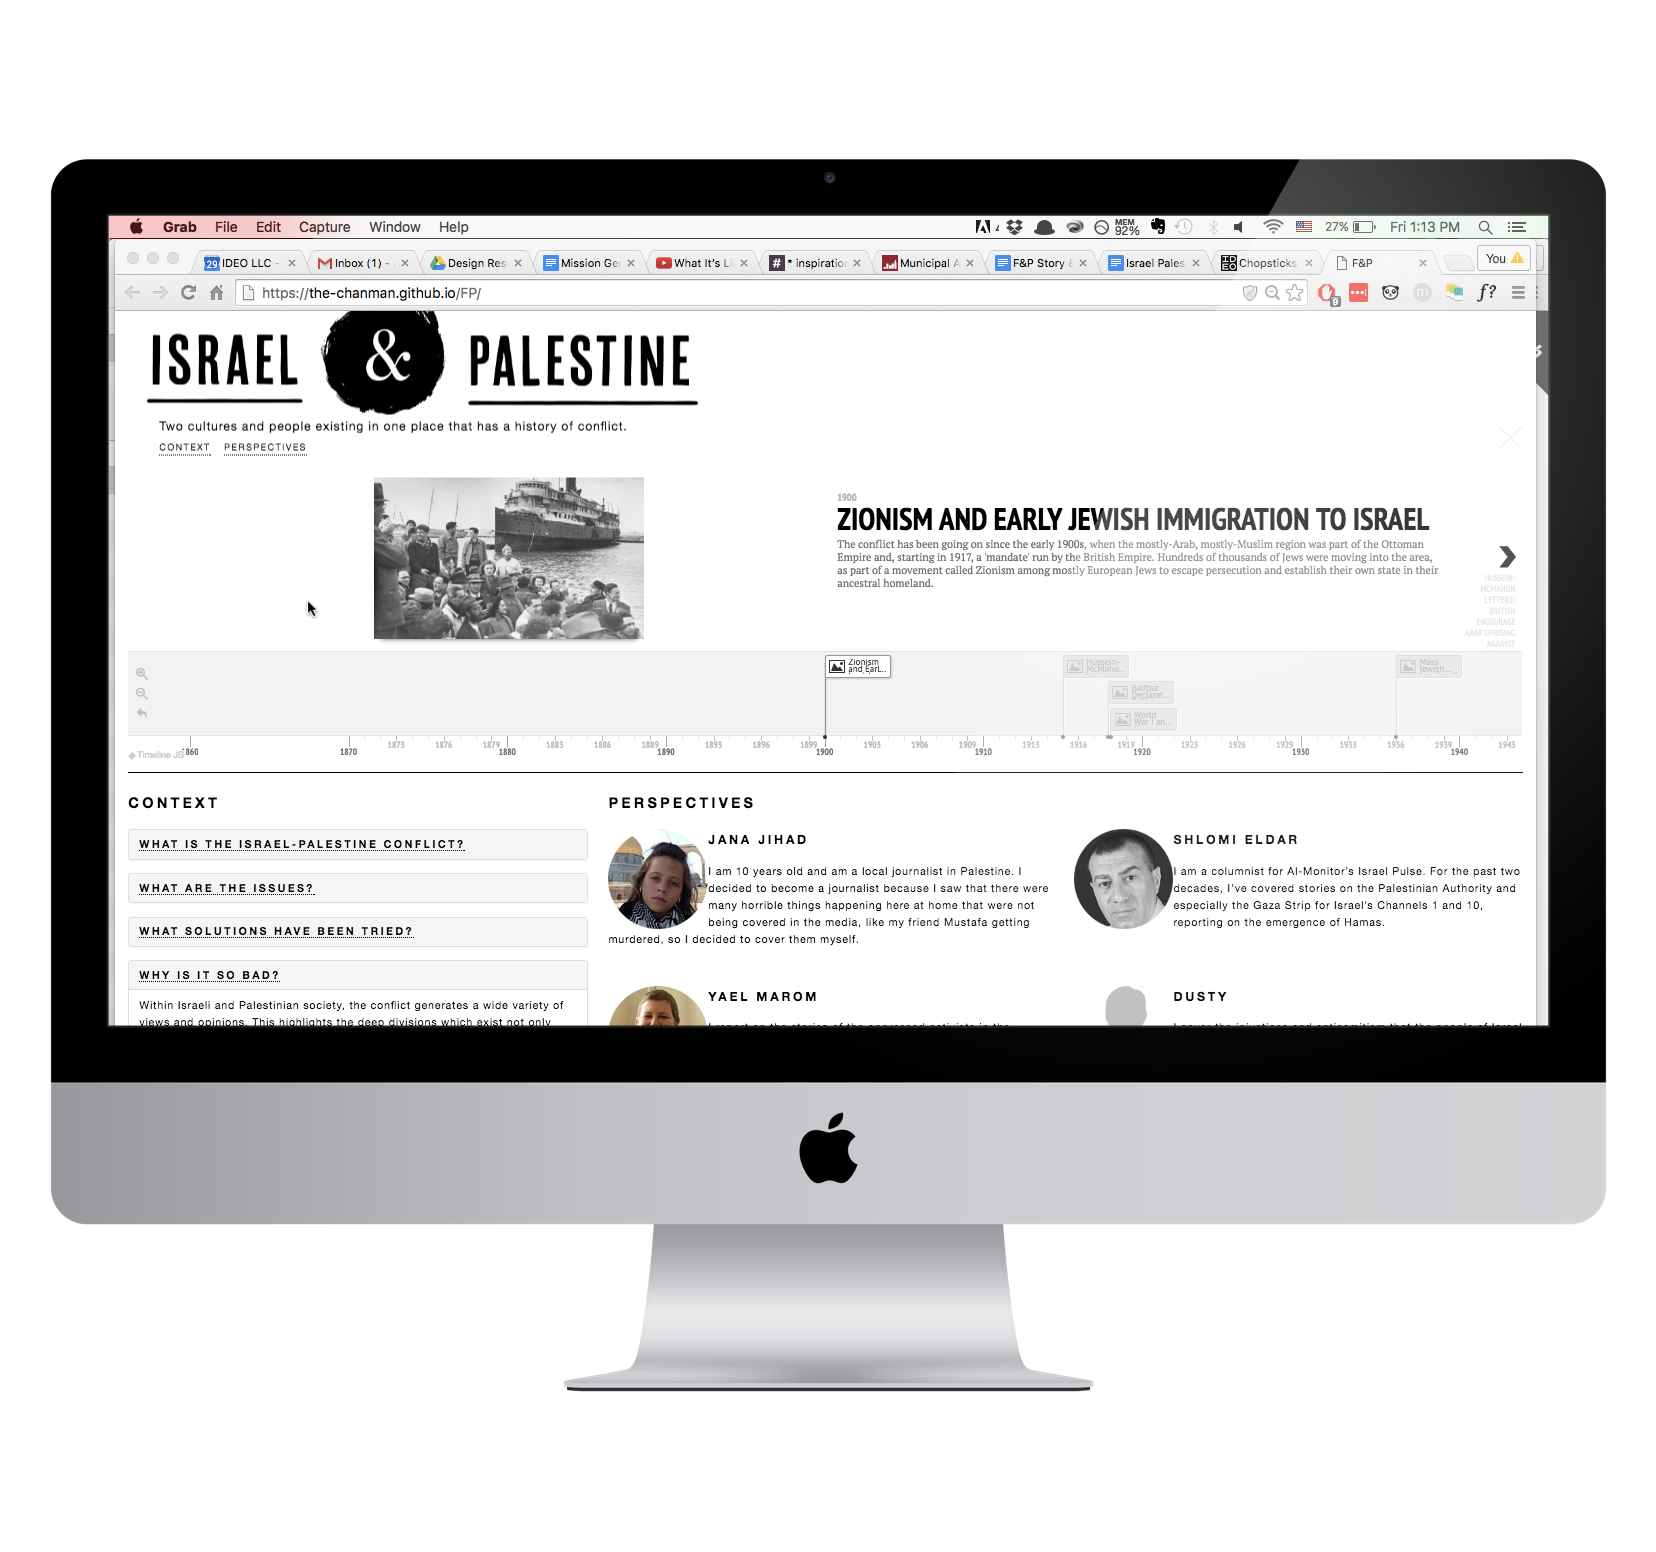 Grab File Edit Capture Window Help
MEM 92% 27% Fri 1:13 PM
29 IDEO LLC - Inbox (1) - Design Res Mission Ge What It's Li # * inspiratio Municipal A F&P Story & Israel Pales IDEO Chopsticks F&P You
https://the-chanman.github.io/FP/ 9 m f?
ISRAEL & PALESTINE
Two cultures and people existing in one place that has a history of conflict.
CONTEXT PERSPECTIVES
1900
ZIONISM AND EARLY JEWISH IMMIGRATION TO ISRAEL
The conflict has been going on since the early 1900s, when the mostly-Arab, mostly-Muslim region was part of the Ottoman
Empire and, starting in 1917, a 'mandate' run by the British Empire. Hundreds of thousands of Jews were moving into the area,
as part of a movement called Zionism among mostly European Jews to escape persecution and establish their own state in their
ancestral homeland.
HUSSEIN-
MCMAHON
LETTERS:
BRITISH
ENCOURAGE
ARAB UPRISING
AGAINST
Zionism
and Earl...
Hussein-
McMaho...
Balfour
Declarat...
World
War I an...
Mass
Jewish...
Timeline JS
1873 1876 1879 1883 1886 1889 1893 1896 1899 1903 1906 1909 1913 1916 1919 1923 1926 1929 1933 1936 1939 1943
1860 1870 1880 1890 1900 1910 1920 1930 1940
CONTEXT
WHAT IS THE ISRAEL-PALESTINE CONFLICT?
WHAT ARE THE ISSUES?
WHAT SOLUTIONS HAVE BEEN TRIED?
WHY IS IT SO BAD?
Within Israeli and Palestinian society, the conflict generates a wide variety of
views and opinions. This highlights the deep divisions which exist not only
PERSPECTIVES
JANA JIHAD
I am 10 years old and am a local journalist in Palestine. I
decided to become a journalist because I saw that there were
many horrible things happening here at home that were not
being covered in the media, like my friend Mustafa getting
murdered, so I decided to cover them myself.
SHLOMI ELDAR
I am a columnist for Al-Monitor's Israel Pulse. For the past two
decades, I've covered stories on the Palestinian Authority and
especially the Gaza Strip for Israel's Channels 1 and 10,
reporting on the emergence of Hamas.
YAEL MAROM
DUSTY